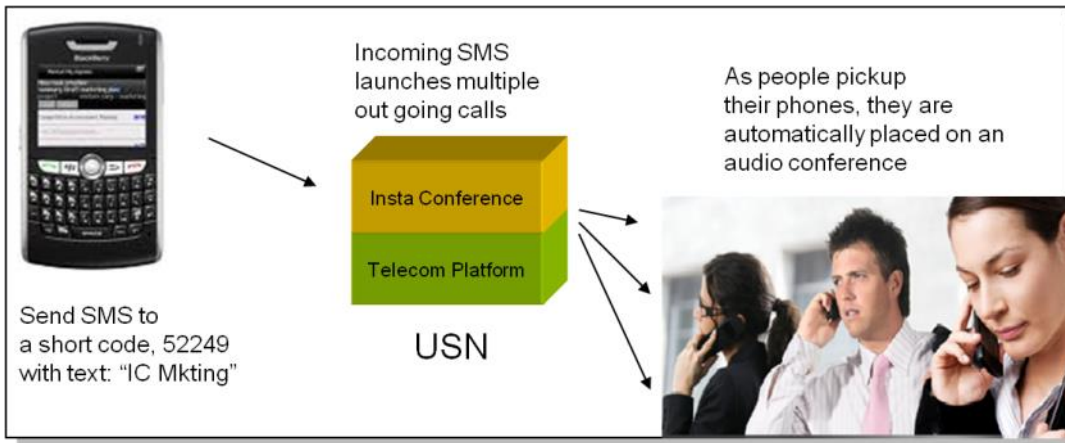 BlackBerry
Send SMS to
a short code, 52249
with text: “IC Mkting”
Incoming SMS
launches multiple
out going calls
Insta Conference
Telecom Platform
USN
As people pickup
their phones, they are
automatically placed on an
audio conference